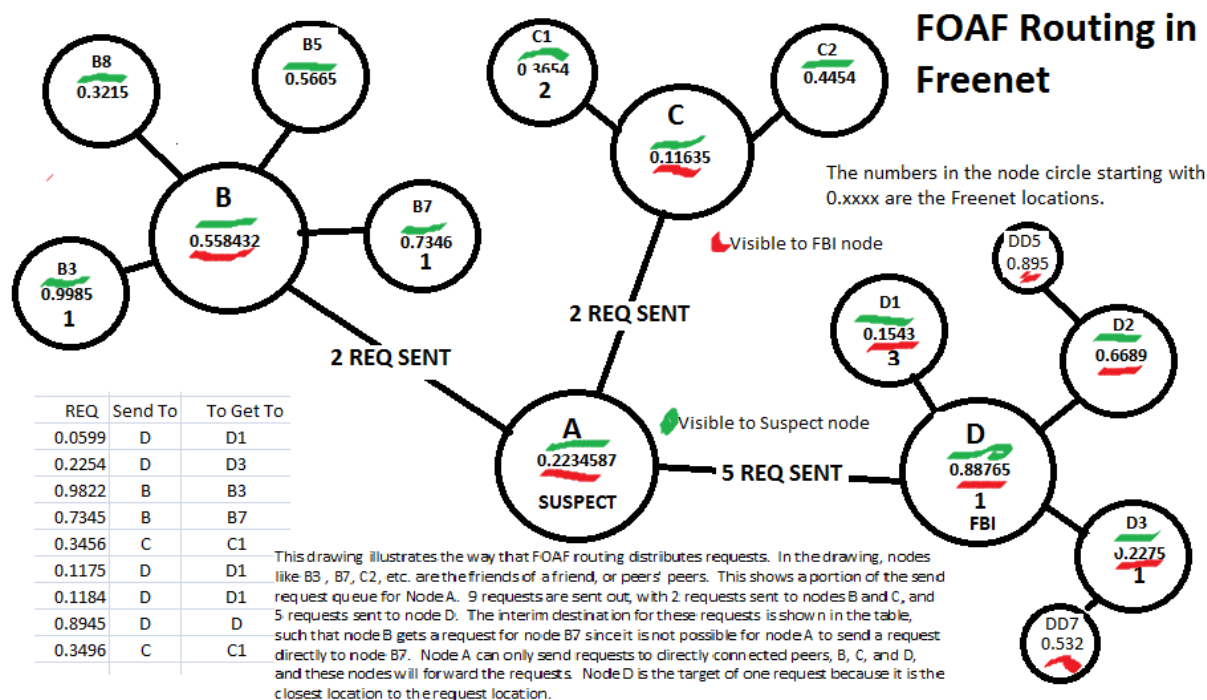 FOAF Routing in
Freenet
The numbers in the node circle starting with
0.xxxx are the Freenet locations.
B8
0.3215
B5
0.5665
C1
0.3654
2
C2
0.4454
C
0.11635
B
0.558432
B7
0.7346
1
B3
0.9985
1
Visible to FBI node
DD5
0.895
D1
0.1543
3
D2
0.6689
2 REQ SENT
2 REQ SENT
Visible to Suspect node
A
0.2234587
SUSPECT
5 REQ SENT
D
0.88765
1
FBI
D3
0.2275
1
DD7
0.532
REQ Send To To Get To
0.0599 D D1
0.2254 D D3
0.9822 B B3
0.7345 B B7
0.3456 C C1
0.1175 D D1
0.1184 D D1
0.8945 D D
0.3496 C C1
This drawing illustrates the way that FOAF routing distributes requests. In the drawing, nodes
like B3 , B7, C2, etc. are the friends of a friend, or peers' peers. This shows a portion of the send
request queue for Node A. 9 requests are sent out, with 2 requests sent to nodes B and C, and
5 requests sent to node D. The interim destination for these requests is shown in the table,
such that node B gets a request for node B7 since it is not possible for node A to send a request
directly to node B7. Node A can only send requests to directly connected peers, B, C, and D,
and these nodes will forward the requests. Node D is the target of one request because it is the
closest location to the request location.